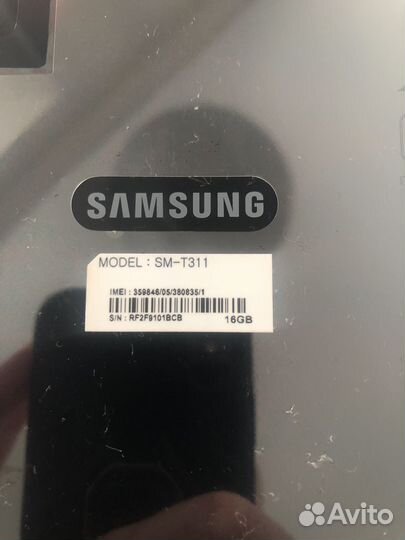 SAMSUNG
MODEL : SM-T311
IMEI : 359846/05/380835/1
S/N : RF2F9101BCB 16GB
Avito